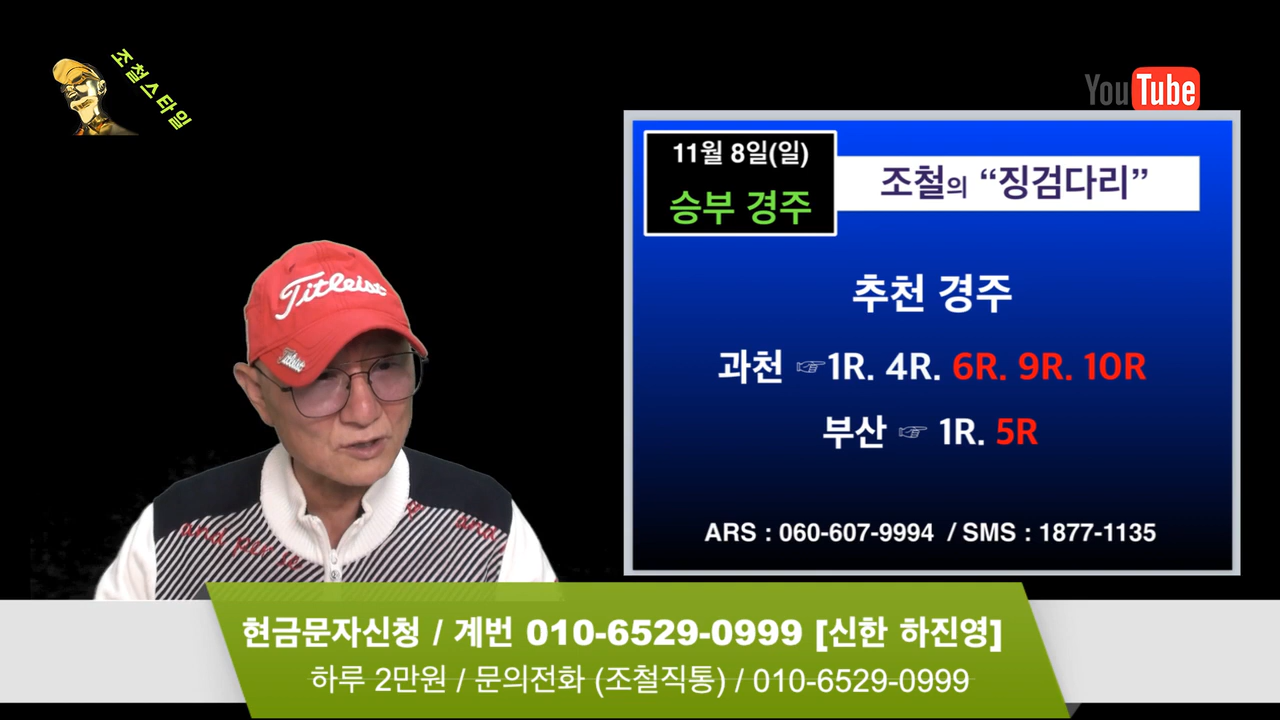 조철스타일
YouTube
11월 8일(일)
승부 경주
조철의 “징검다리”
추천 경주
과천 ☞1R. 4R. 6R. 9R. 10R
부산 ☞ 1R. 5R
ARS : 060-607-9994 / SMS : 1877-1135
Titleist
현금문자신청 / 계번 010-6529-0999 [신한 하진영]
하루 2만원 / 문의전화 (조철직통) / 010-6529-0999